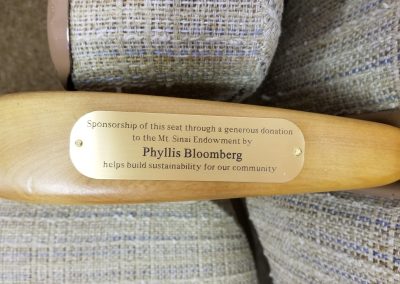 Sponsorship of this seat through a generous donation
to the Mt. Sinai Endowment by
Phyllis Bloomberg
helps build sustainability for our community